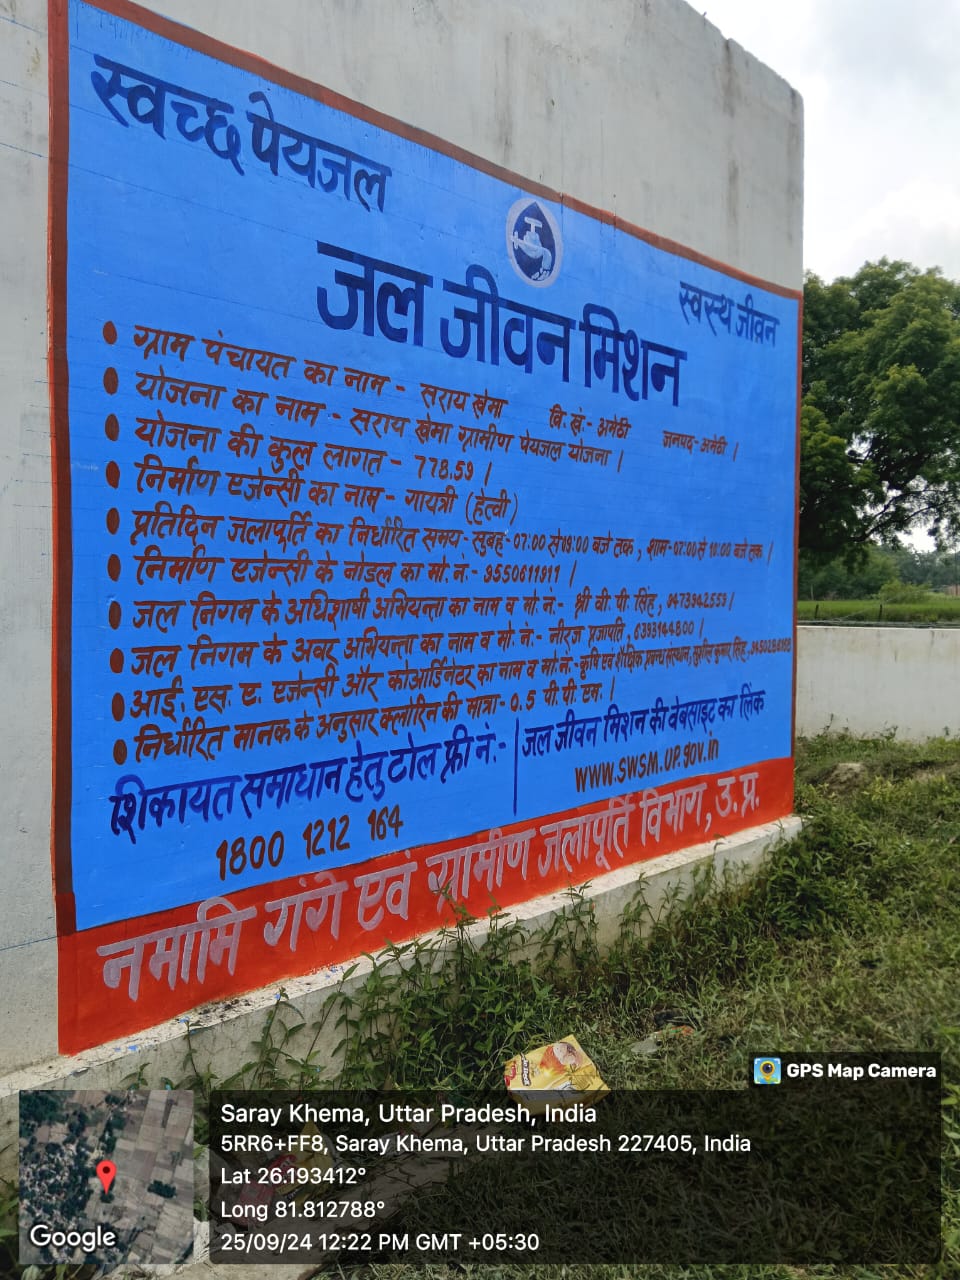 स्वच्छ पेयजल
स्वस्थ जीवन
जल जीवन मिशन
ग्राम पंचायत का नाम - सराय खेमा वि. खं.- अमेठी जनपद-अमेठी |
योजना का नाम - सराय खेमा ग्रामीण पेयजल योजना |
योजना की कुल लागत - 778.59 |
निर्माण एजेन्सी का नाम - गायत्री (हेत्वी)
प्रतिदिन जलापूर्ति का निर्धारित समय- सुबह- 07:00 से 10:00 बजे तक, शाम-07:00 से 10:00 बजे तक |
निर्माण एजेन्सी के नोडल का मो. नं.- 9550611911 |
जल निगम के अधिशाषी अभियन्ता का नाम व मो. नं.- श्री वी. पी. सिंह, 8473942559 |
जल निगम के अवर अभियन्ता का नाम व मो. नं.- नीरज प्रजापति, 6393144800 |
आई. एस. ए. एजेन्सी और कोआर्डिनेटर का नाम व मो. नं.- कृषि एवं शैक्षिक प्रबन्ध संस्थान, सुशील कुमार सिंह,
निर्धारित मानक के अनुसार क्लोरिन की मात्रा- 0.5 पी. पी. एम. |
शिकायत समाधान हेतु टोल फ्री नं:-
1800 1212 164
जल जीवन मिशन की वेबसाइट का लिंक
www.swsm.up.gov.in
नमामि गंगे एवं ग्रामीण जलापूर्ति विभाग, उ. प्र.
GPS Map Camera
Saray Khema, Uttar Pradesh, India
5RR6+FF8, Saray Khema, Uttar Pradesh 227405, India
Lat 26.193412°
Long 81.812788°
25/09/24 12:22 PM GMT +05:30
Google